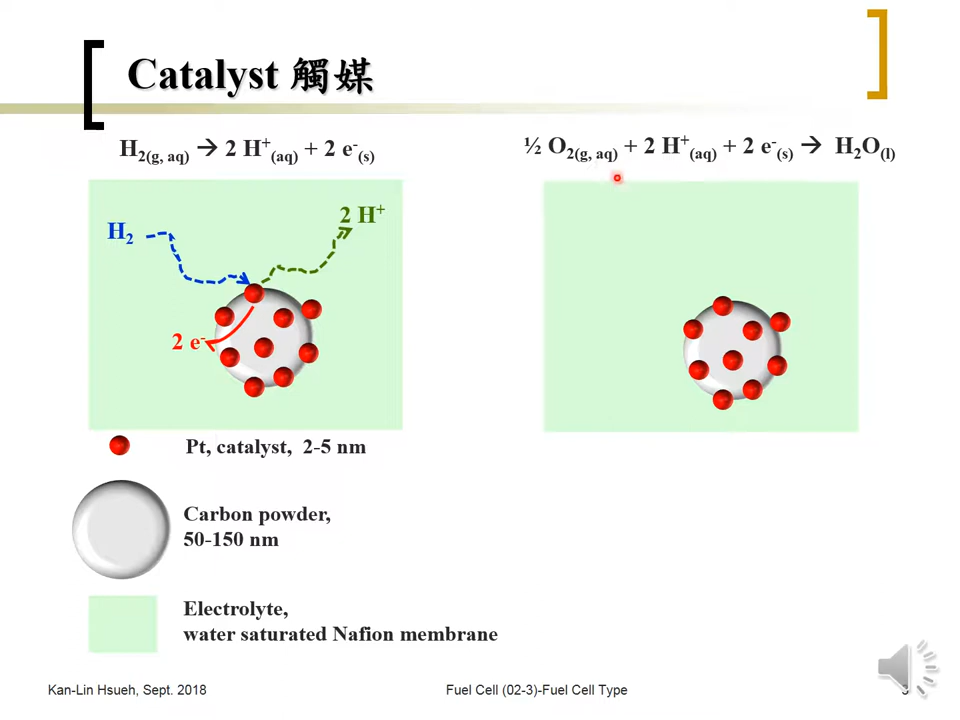 Catalyst 觸媒
H2(g, aq) → 2 H+(aq) + 2 e-(s)
½ O2(g, aq) + 2 H+(aq) + 2 e-(s) → H2O(l)
H2
2 H+
2 e-
Pt, catalyst, 2-5 nm
Carbon powder,
50-150 nm
Electrolyte,
water saturated Nafion membrane
Kan-Lin Hsueh, Sept. 2018
Fuel Cell (02-3)-Fuel Cell Type